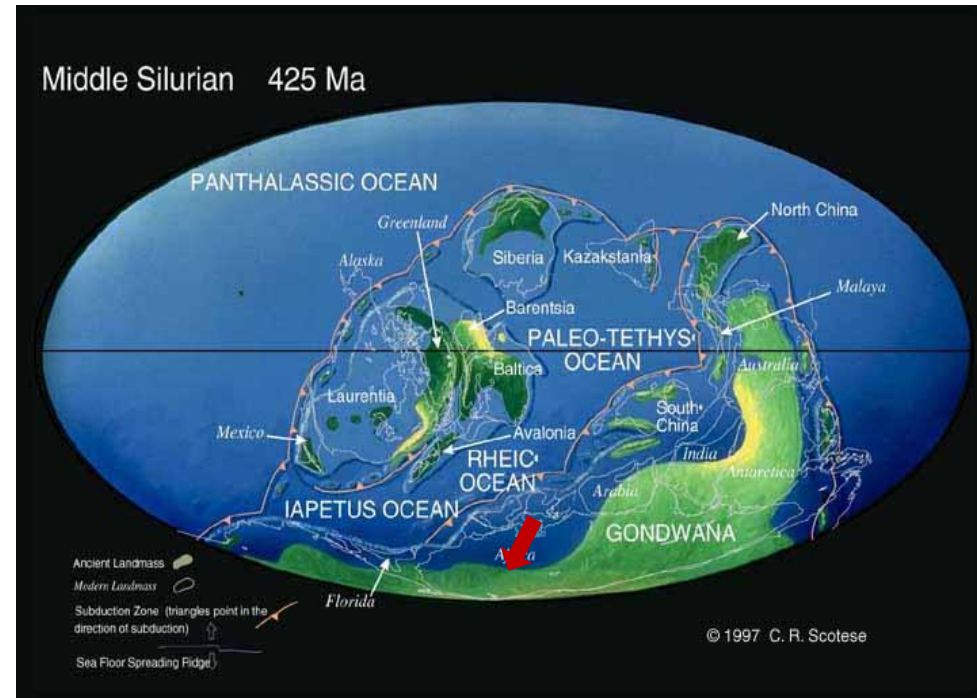 Middle Silurian 425 Ma
PANTHALASSIC OCEAN
Greenland
North China
Alaska
Siberia
Kazakstania
Malaya
Barentsia
PALEO-TETHYS
OCEAN
Baltica
Australia
Laurentia
South
China
Mexico
Avalonia
India
RHEIC
OCEAN
Antarctica
Arabia
IAPETUS OCEAN
GONDWANA
Florida
Ancient Landmass
Modern Landmass
Subduction Zone (triangles point in the
direction of subduction)
Sea Floor Spreading Ridge
© 1997 C. R. Scotese